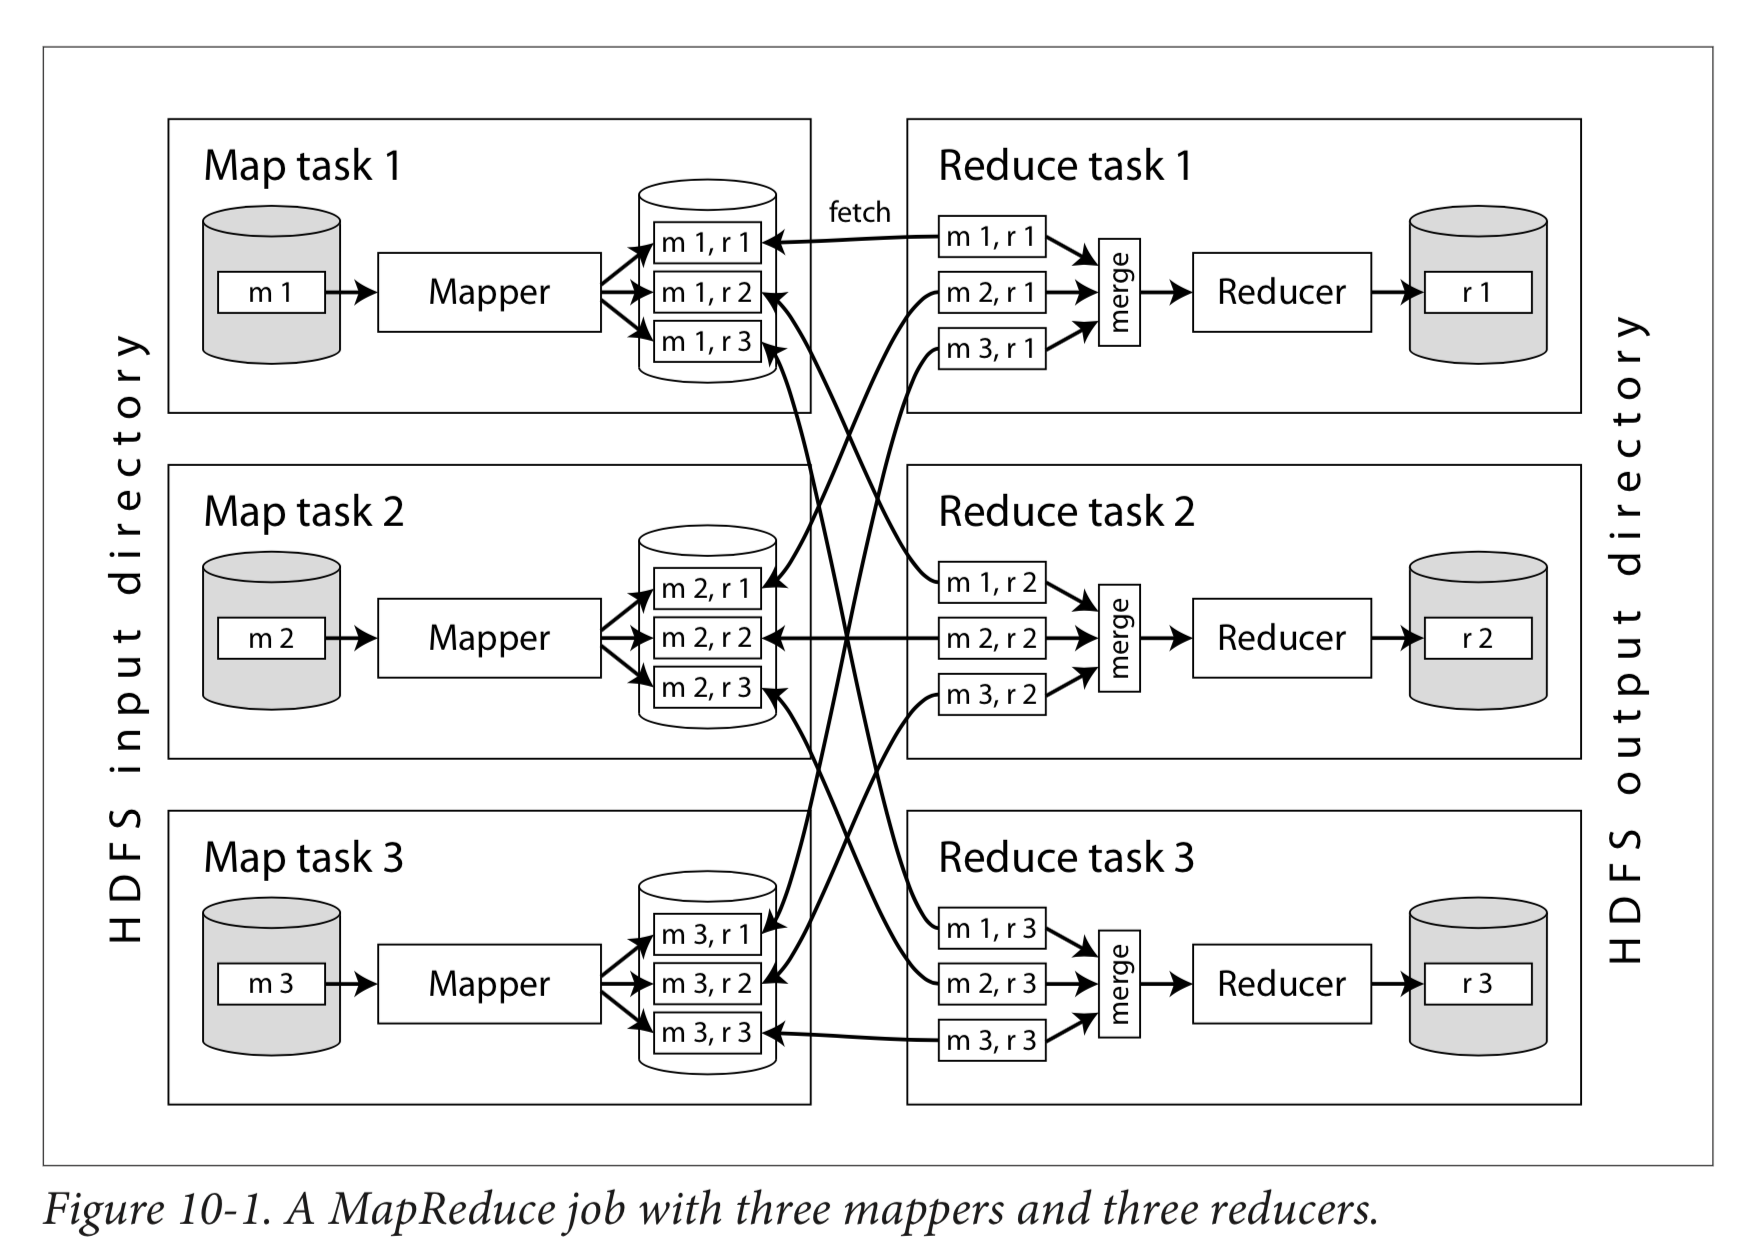 HDFS input directory
Map task 1
m 1
Mapper
m 1, r 1
m 1, r 2
m 1, r 3
fetch
Reduce task 1
m 1, r 1
m 2, r 1
m 3, r 1
merge
Reducer
r 1
Map task 2
m 2
Mapper
m 2, r 1
m 2, r 2
m 2, r 3
Reduce task 2
m 1, r 2
m 2, r 2
m 3, r 2
merge
Reducer
r 2
Map task 3
m 3
Mapper
m 3, r 1
m 3, r 2
m 3, r 3
Reduce task 3
m 1, r 3
m 2, r 3
m 3, r 3
merge
Reducer
r 3
HDFS output directory
Figure 10-1. A MapReduce job with three mappers and three reducers.